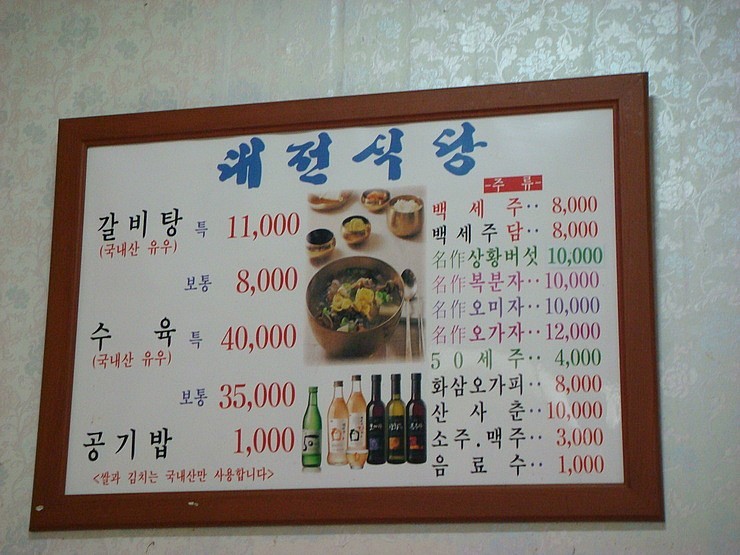 대전식당
갈비탕 특 11,000
(국내산 유우)
보통 8,000
수육 특 40,000
(국내산 유우)
보통 35,000
공기밥 1,000
<쌀과 김치는 국내산만 사용합니다>
-주 류-
백세주·· 8,000
백세주담·· 8,000
名作상황버섯 10,000
名作복분자·· 10,000
名作오미자·· 10,000
名作오가자·· 12,000
50세주·· 4,000
화삼오가피·· 8,000
산사춘·· 10,000
소주.맥주·· 3,000
음료수·· 1,000